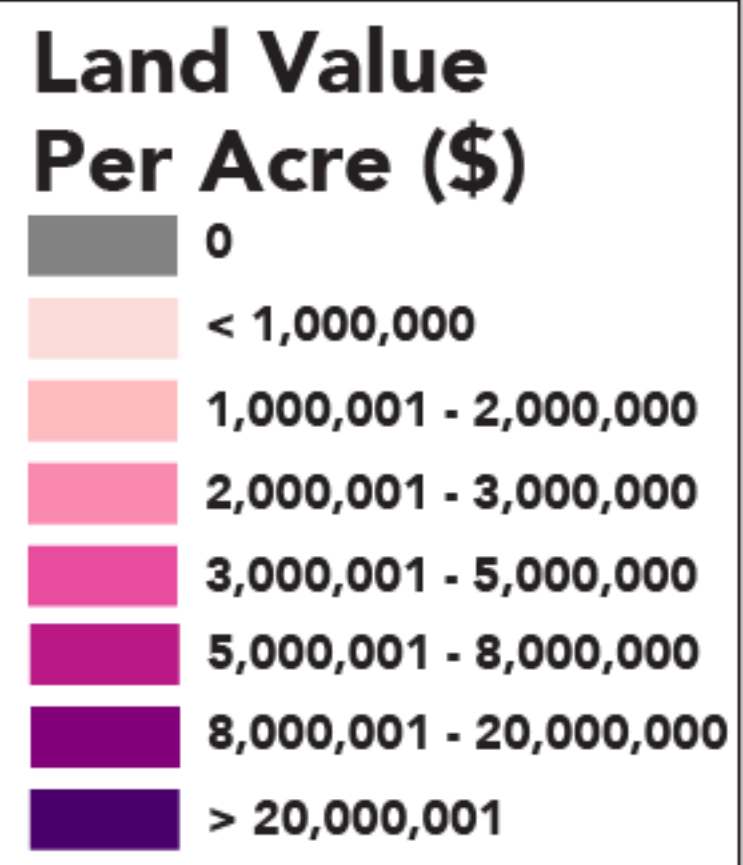 Land Value
Per Acre ($)
0
< 1,000,000
1,000,001 - 2,000,000
2,000,001 - 3,000,000
3,000,001 - 5,000,000
5,000,001 - 8,000,000
8,000,001 - 20,000,000
> 20,000,001